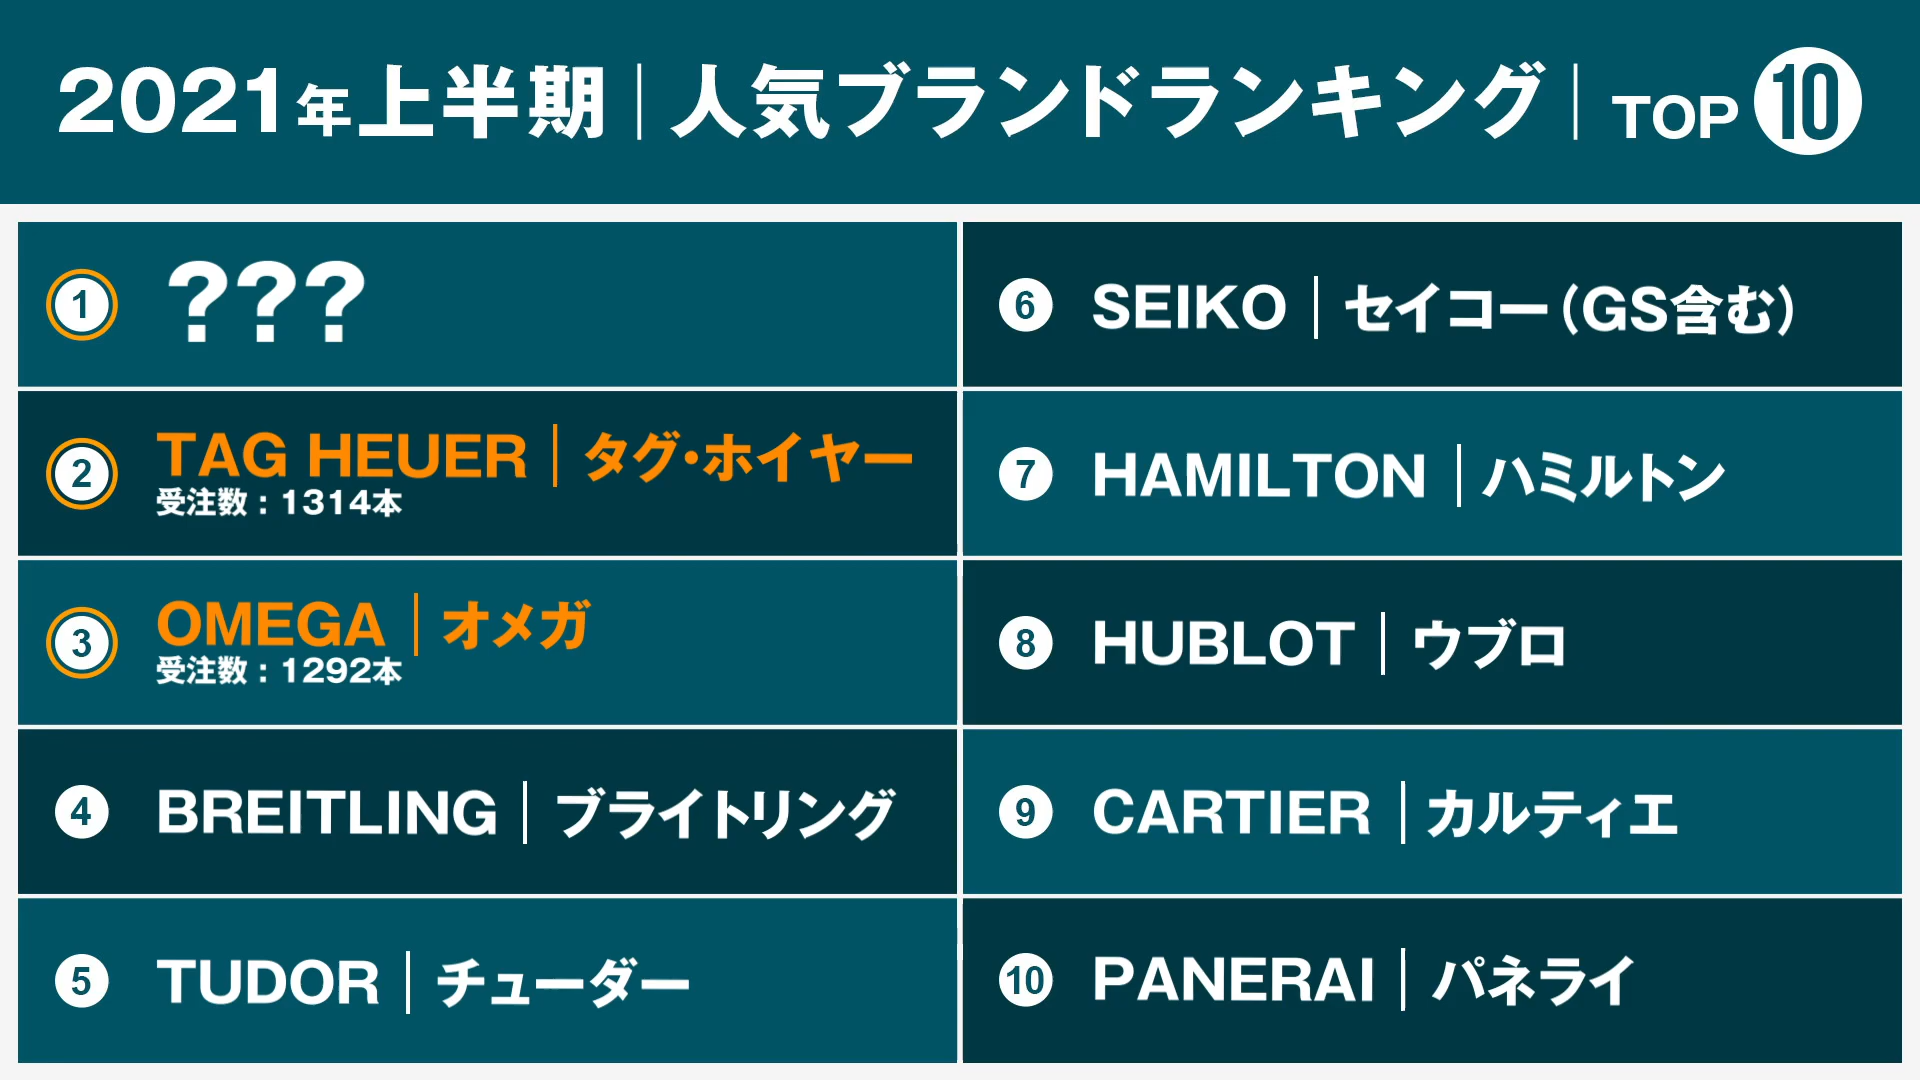 2021年上半期｜人気ブランドランキング｜TOP 10
1 ???
2 TAG HEUER｜タグ・ホイヤー
受注数：1314本
3 OMEGA｜オメガ
受注数：1292本
4 BREITLING｜ブライトリング
5 TUDOR｜チューダー
6 SEIKO｜セイコー（GS含む）
7 HAMILTON｜ハミルトン
8 HUBLOT｜ウブロ
9 CARTIER｜カルティエ
10 PANERAI｜パネライ